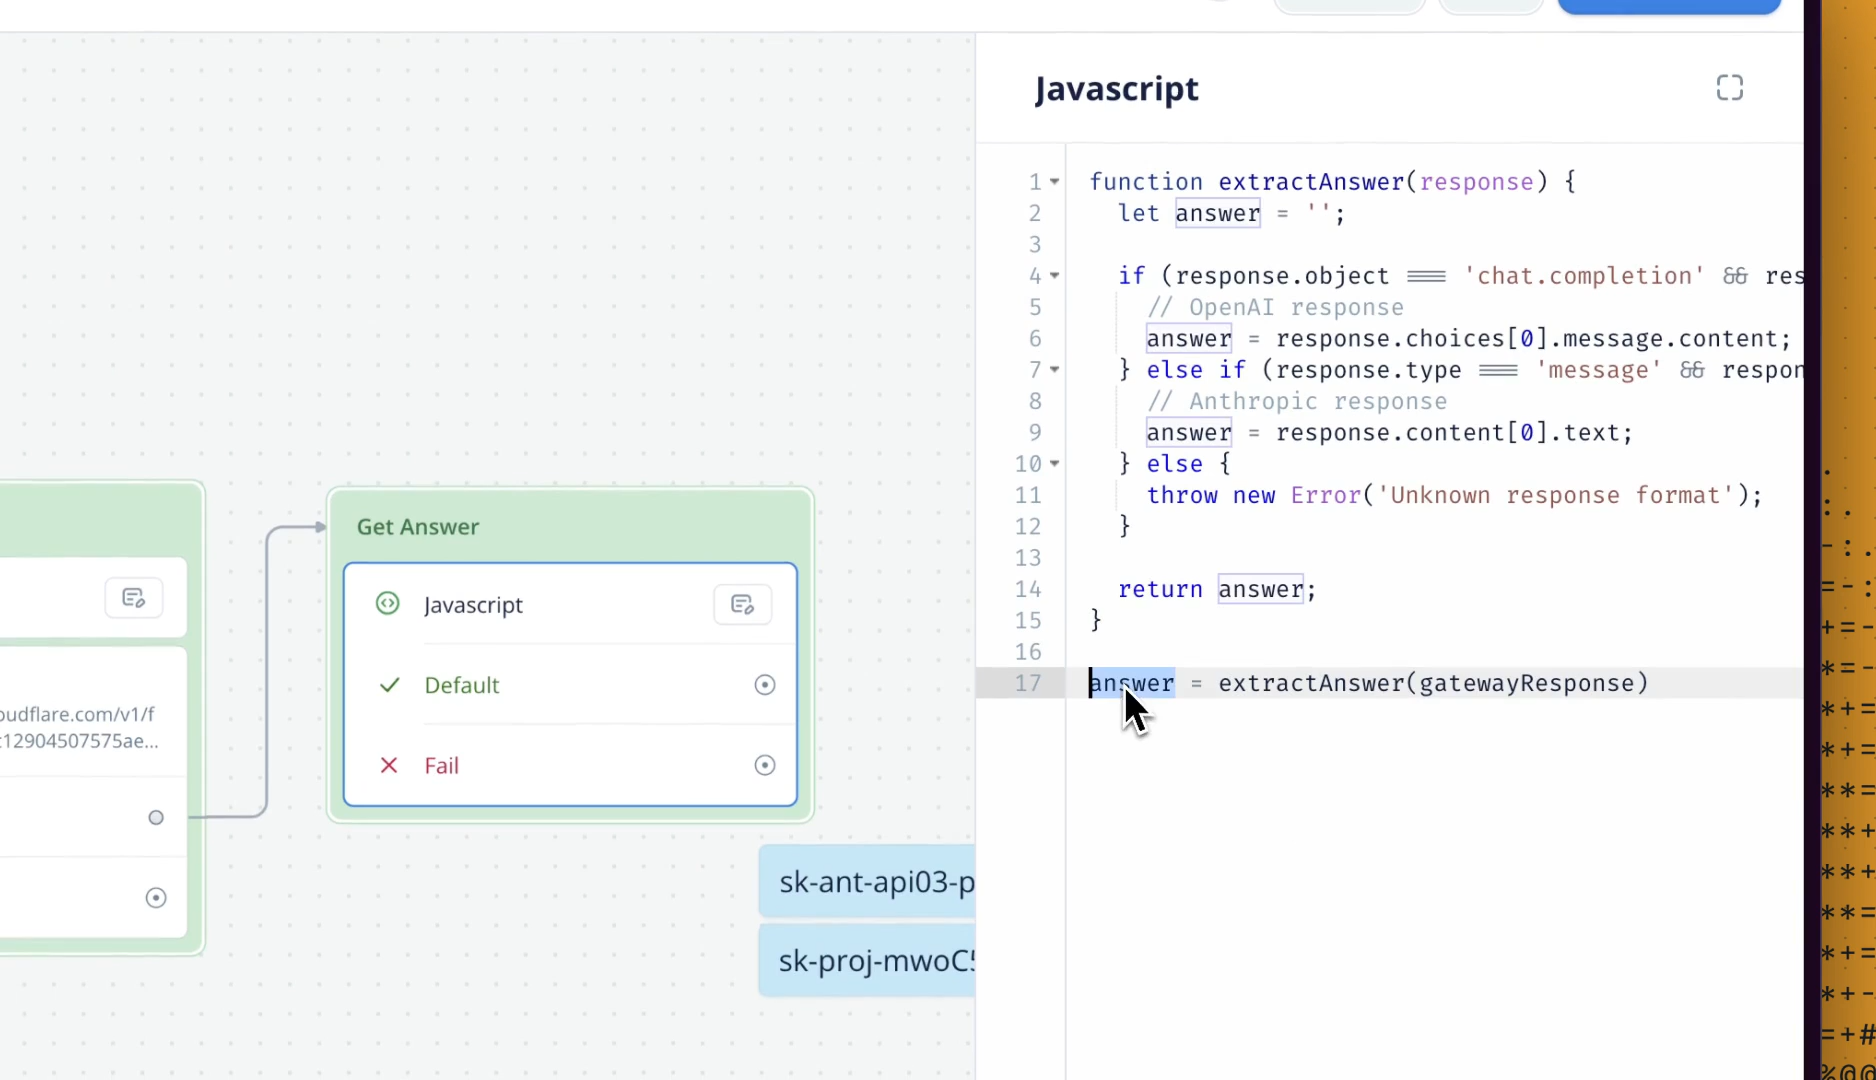 Javascript
1 function extractAnswer(response) {
2 let answer = '';
3
4 if (response.object === 'chat.completion' && res
5 // OpenAI response
6 answer = response.choices[0].message.content;
7 } else if (response.type === 'message' && respon
8 // Anthropic response
9 answer = response.content[0].text;
10 } else {
11 throw new Error('Unknown response format');
12 }
13
14 return answer;
15 }
16
17 answer = extractAnswer(gatewayResponse)
Get Answer
Javascript
Default
Fail
oudflare.com/v1/f
:12904507575ae...
sk-ant-api03-p
sk-proj-mwoC